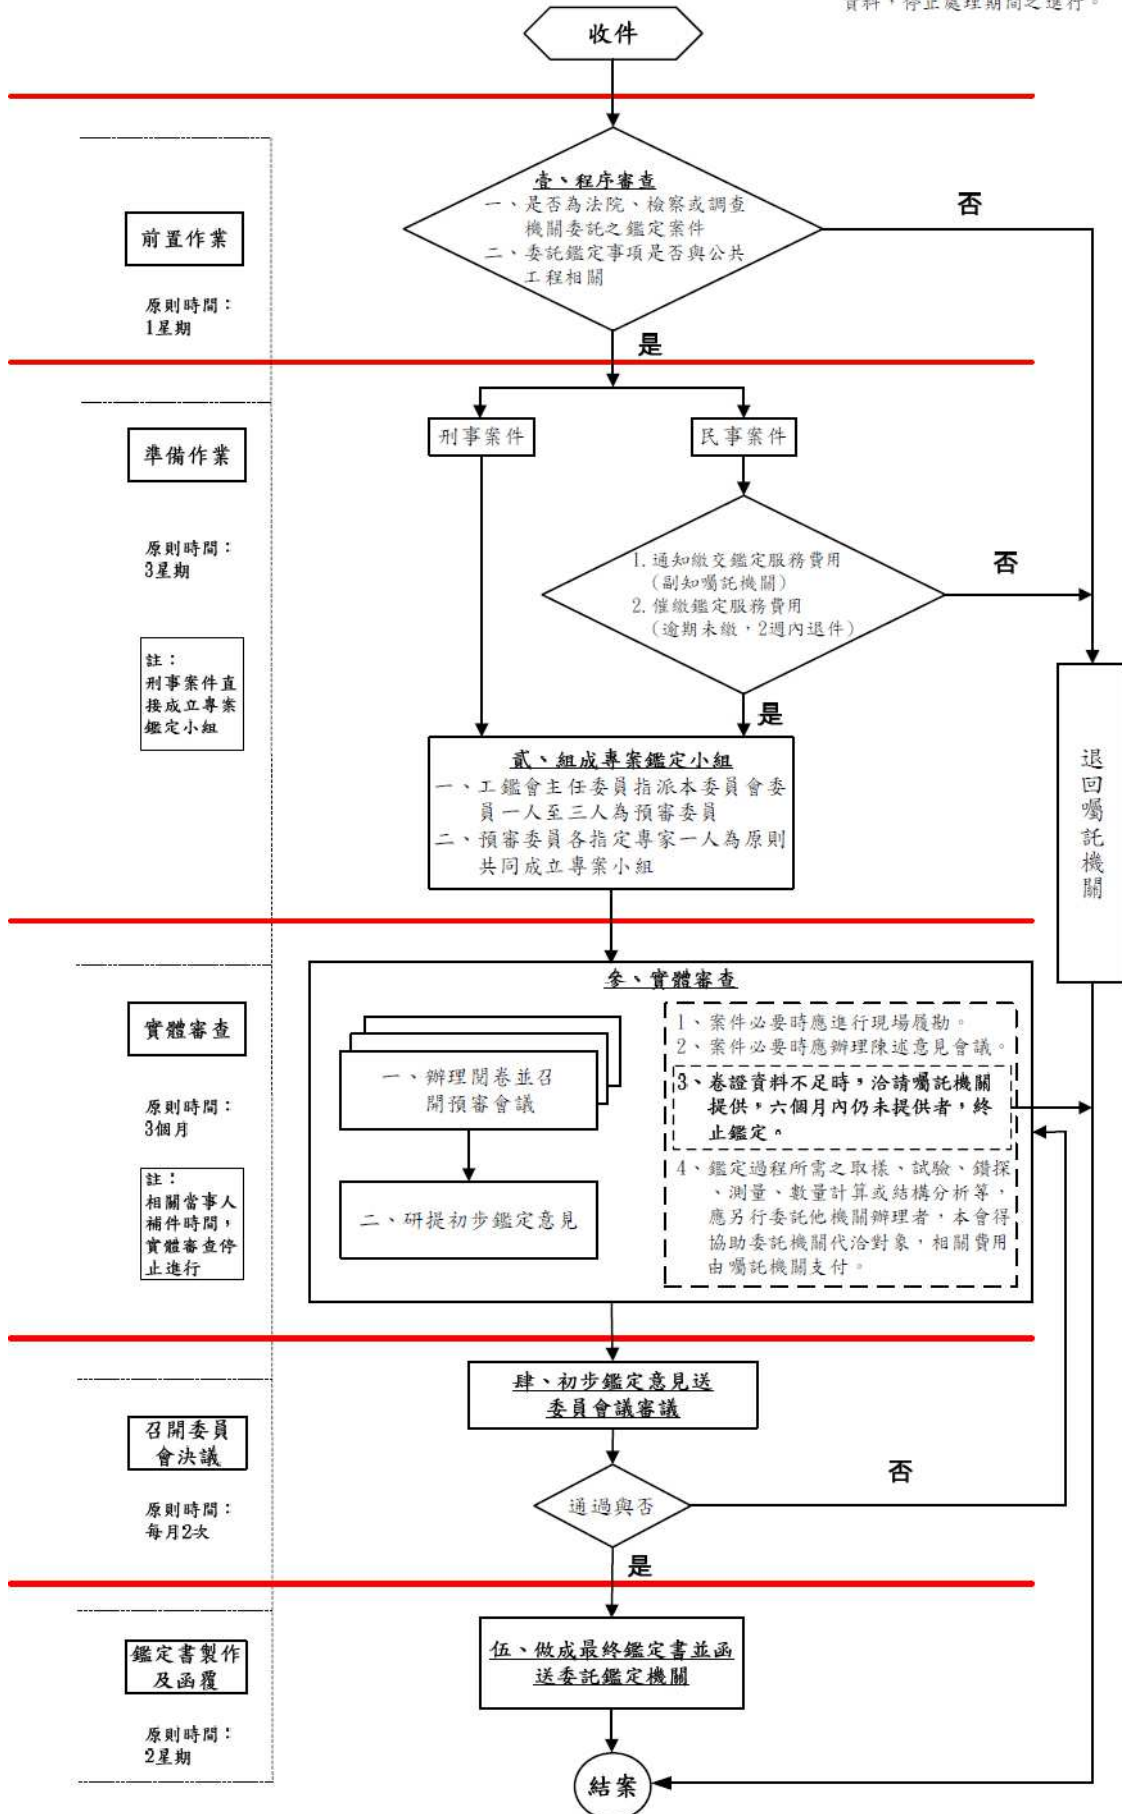 資料，停止處理期間之進行。
收件
壹、程序審查
一、是否為法院、檢察或調查
機關委託之鑑定案件
二、委託鑑定事項是否與公共
工程相關
否
前置作業
原則時間：
1星期
是
刑事案件
民事案件
準備作業
原則時間：
3星期
1. 通知繳交鑑定服務費用
(副知囑託機關)
2. 催繳鑑定服務費用
(逾期未繳，2週內退件)
否
註：
刑事案件直
接成立專案
鑑定小組
是
貳、組成專案鑑定小組
一、工鑑會主任委員指派本委員會委
員一人至三人為預審委員
二、預審委員各指定專家一人為原則
共同成立專案小組
退回囑託機關
參、實體審查
實體審查
原則時間：
3個月
註：
相關當事人
補件時間，
實體審查停
止進行
一、辦理閱卷並召
開預審會議
二、研提初步鑑定意見
1、案件必要時應進行現場履勘。
2、案件必要時應辦理陳述意見會議。
3、卷證資料不足時，洽請囑託機關
提供，六個月內仍未提供者，終
止鑑定。
4、鑑定過程所需之取樣、試驗、鑽探
、測量、數量計算或結構分析等，
應另行委託他機關辦理者，本會得
協助委託機關代洽對象，相關費用
由囑託機關支付。
肆、初步鑑定意見送
委員會議審議
召開委員
會決議
原則時間：
每月2次
通過與否
否
是
鑑定書製作
及函覆
原則時間：
2星期
伍、做成最終鑑定書並函
送委託鑑定機關
結案